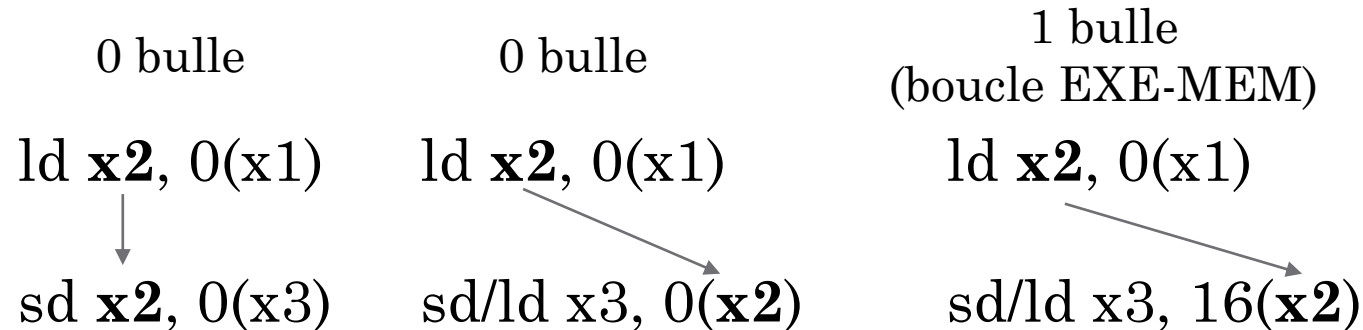 0 bulle
ld x2, 0(x1)
sd x2, 0(x3)
0 bulle
ld x2, 0(x1)
sd/ld x3, 0(x2)
1 bulle
(boucle EXE-MEM)
ld x2, 0(x1)
sd/ld x3, 16(x2)